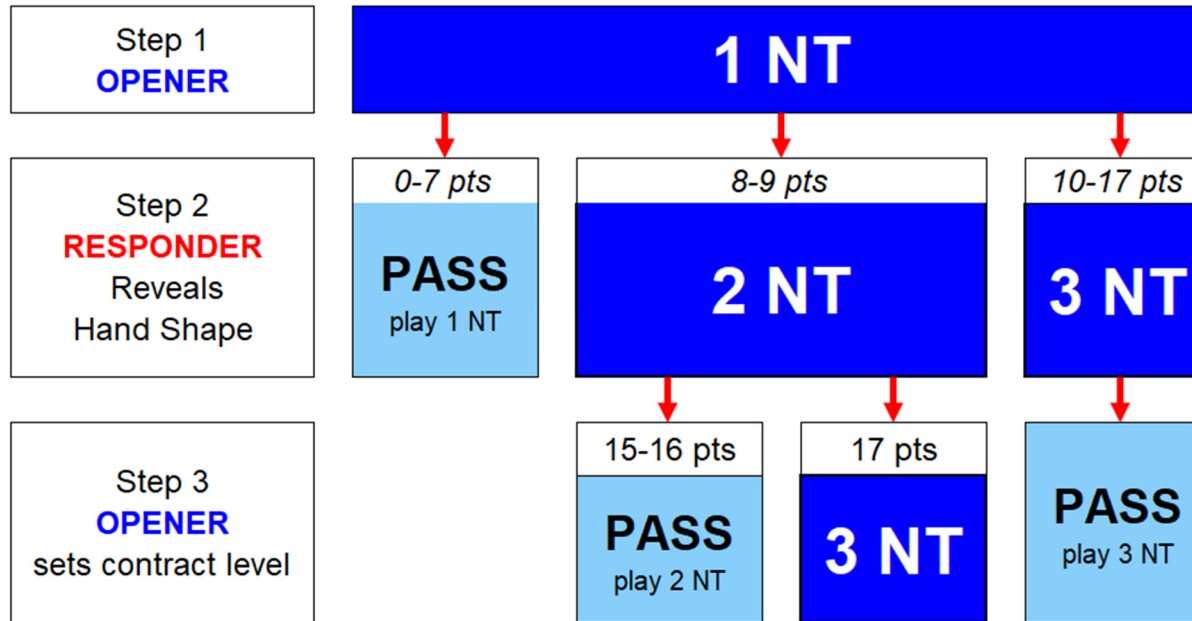 Step 1
OPENER
1 NT
Step 2
RESPONDER
Reveals
Hand Shape
0-7 pts
PASS
play 1 NT
8-9 pts
2 NT
10-17 pts
3 NT
Step 3
OPENER
sets contract level
15-16 pts
PASS
play 2 NT
17 pts
3 NT
PASS
play 3 NT